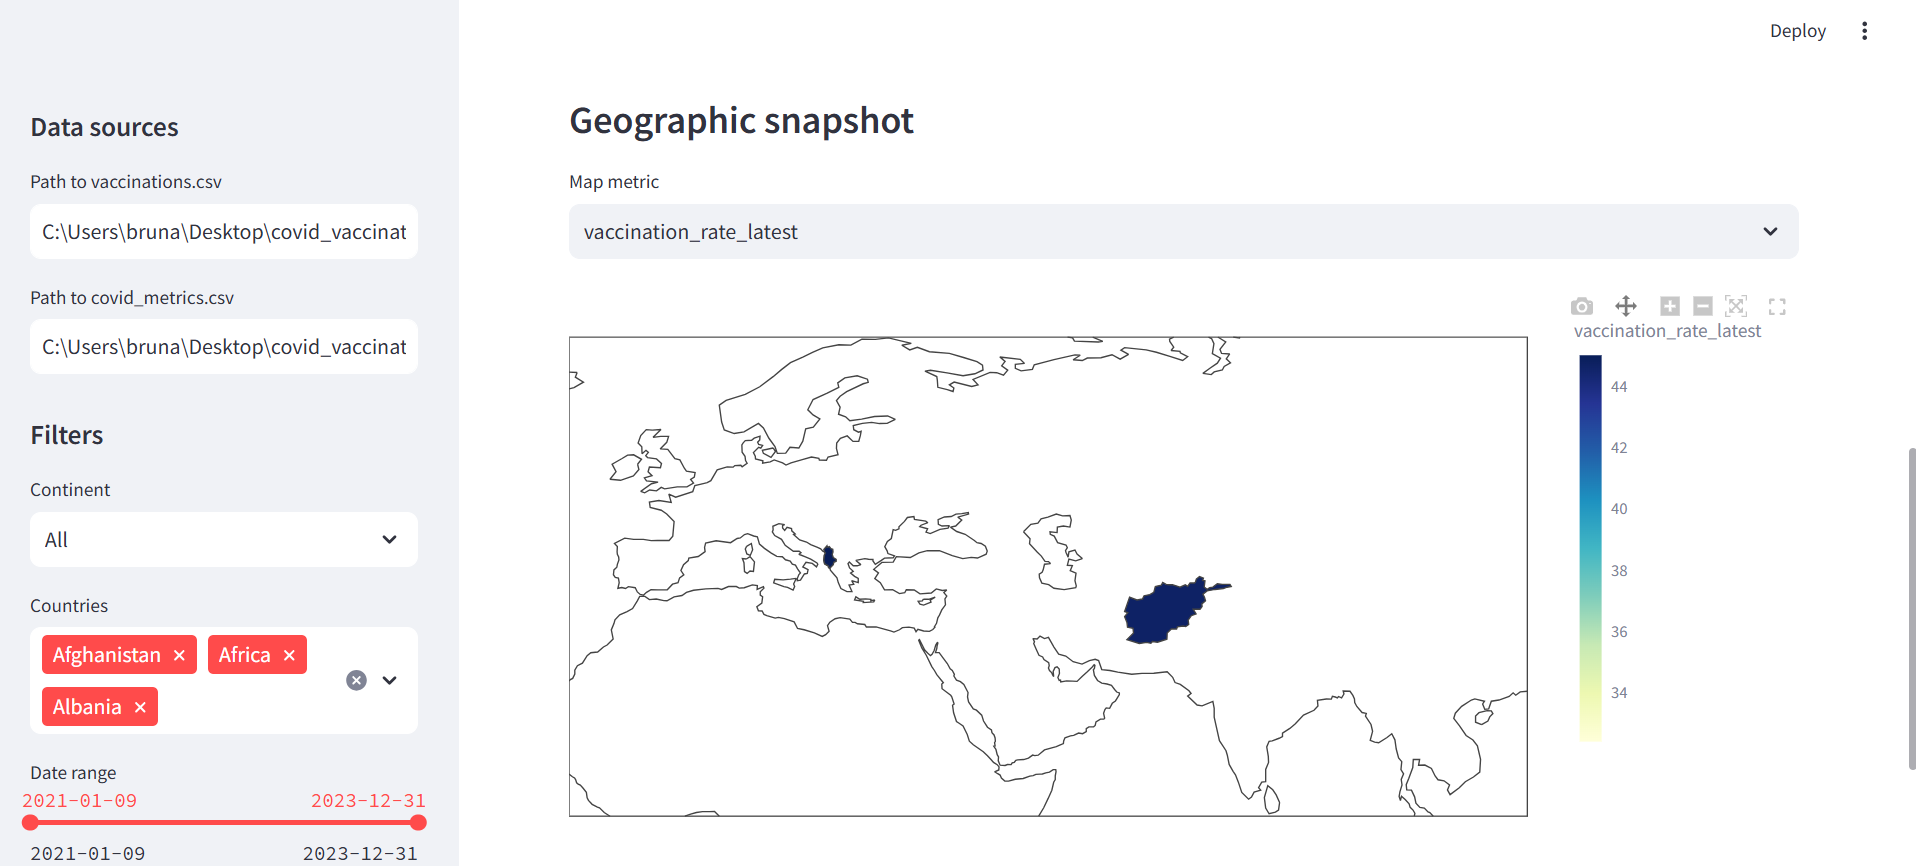 Deploy
Data sources
Path to vaccinations.csv
C:\Users\bruna\Desktop\covid_vaccinat
Path to covid_metrics.csv
C:\Users\bruna\Desktop\covid_vaccinat
Filters
Continent
All
Countries
Afghanistan
Africa
Albania
Date range
2021-01-09
2023-12-31
2021-01-09
2023-12-31
Geographic snapshot
Map metric
vaccination_rate_latest
vaccination_rate_latest
44
42
40
38
36
34